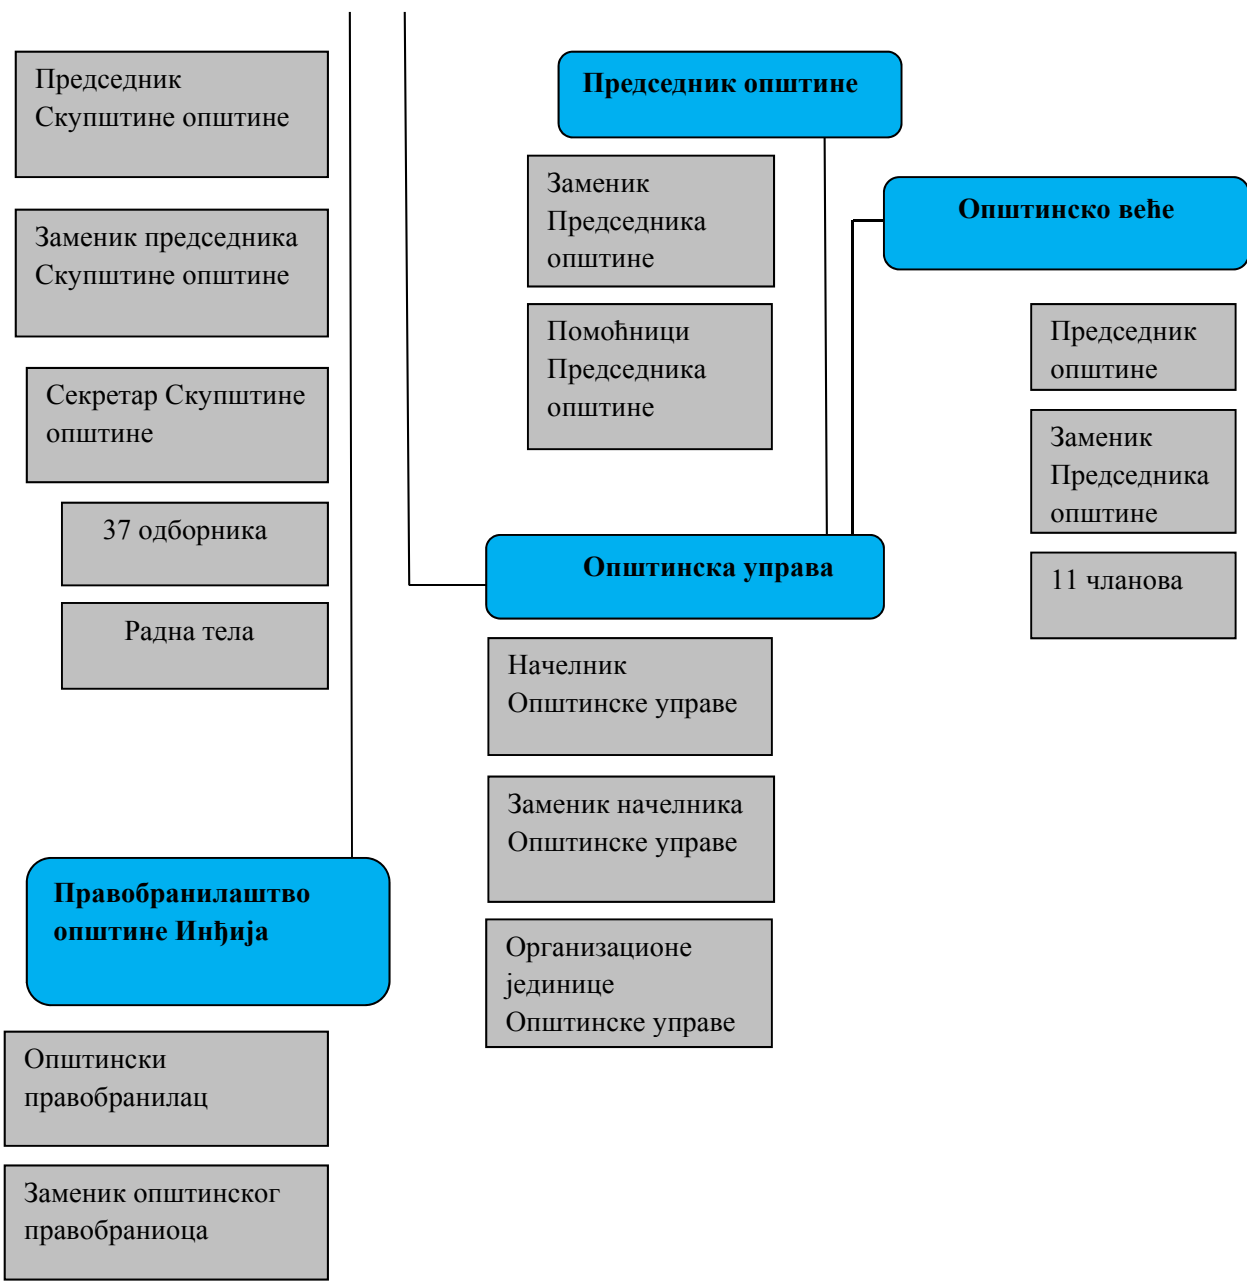 Председник
Скупштине општине
Заменик председника
Скупштине општине
Секретар Скупштине
општине
37 одборника
Радна тела
Правобранилаштво
општине Инђија
Општински
правобранилац
Заменик општинског
правобраниоца
Председник општине
Заменик
Председника
општине
Помоћници
Председника
општине
Општинска управа
Начелник
Општинске управе
Заменик начелника
Општинске управе
Организационе
јединице
Општинске управе
Општинско веће
Председник
општине
Заменик
Председника
општине
11 чланова